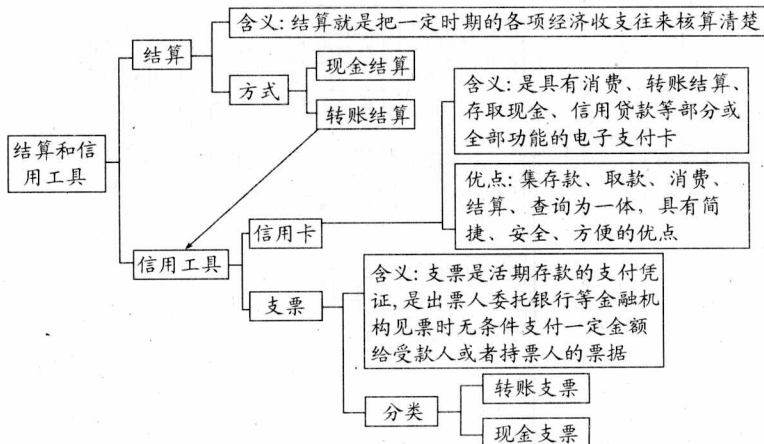 含义:结算就是把一定时期的各项经济收支往来核算清楚
结算
现金结算
方式
转账结算
含义:是具有消费、转账结算、
存取现金、信用贷款等部分或
全部功能的电子支付卡
结算和信
用工具
优点:集存款、取款、消费、
结算、查询为一体,具有简
捷、安全、方便的优点
信用卡
信用工具
支票
含义:支票是活期存款的支付凭
证,是出票人委托银行等金融机
构见票时无条件支付一定金额
给受款人或者持票人的票据
转账支票
分类
现金支票